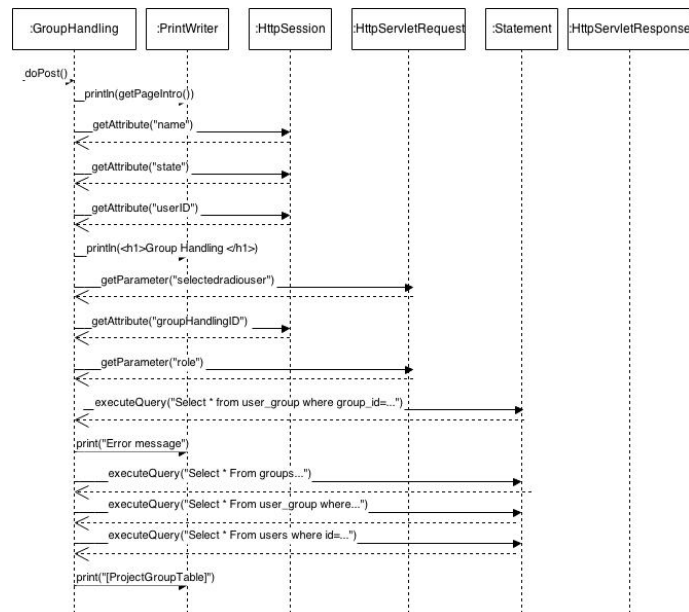 :GroupHandling :PrintWriter :HttpSession :HttpServletRequest :Statement :HttpServletResponse
doPost()
println(getPageIntro())
getAttribute("name")
getAttribute("state")
getAttribute("userID")
println(<h1>Group Handling </h1>)
getParameter("selectedradiouser")
getAttribute("groupHandlingID")
getParameter("role")
executeQuery("Select * from user_group where group_id=...")
print("Error message")
executeQuery("Select * From groups...")
executeQuery("Select * From user_group where...")
executeQuery("Select * From users where id=...")
print("[ProjectGroupTable]")